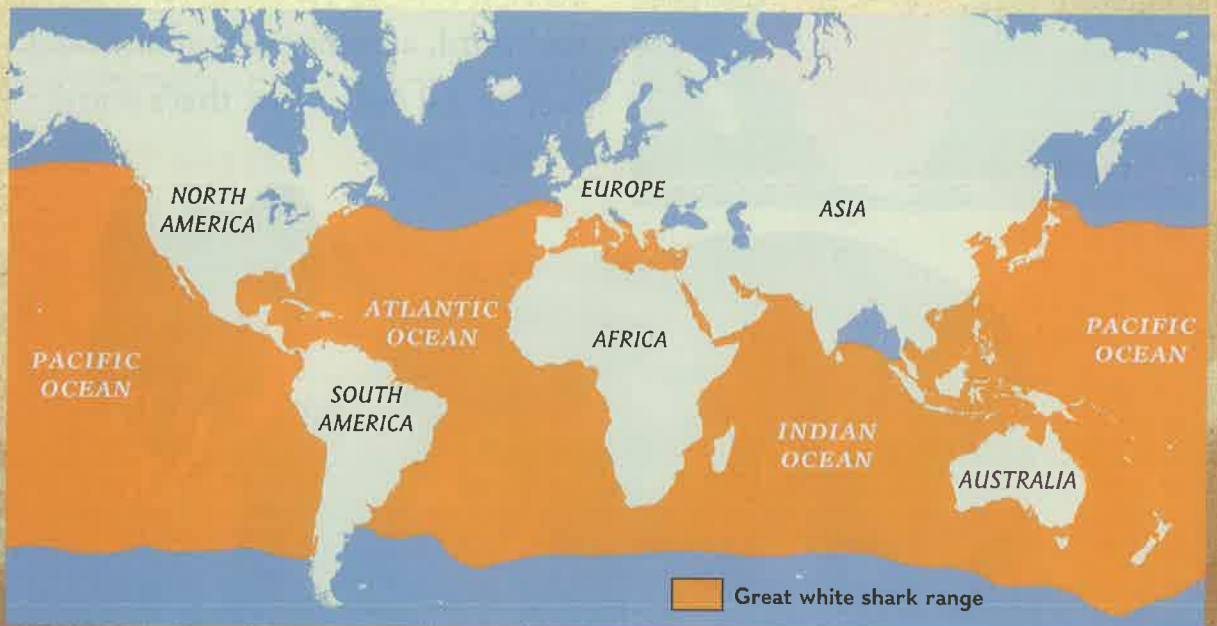 NORTH
AMERICA
EUROPE
ASIA
ATLANTIC
OCEAN
AFRICA
PACIFIC
OCEAN
PACIFIC
OCEAN
SOUTH
AMERICA
INDIAN
OCEAN
AUSTRALIA
Great white shark range